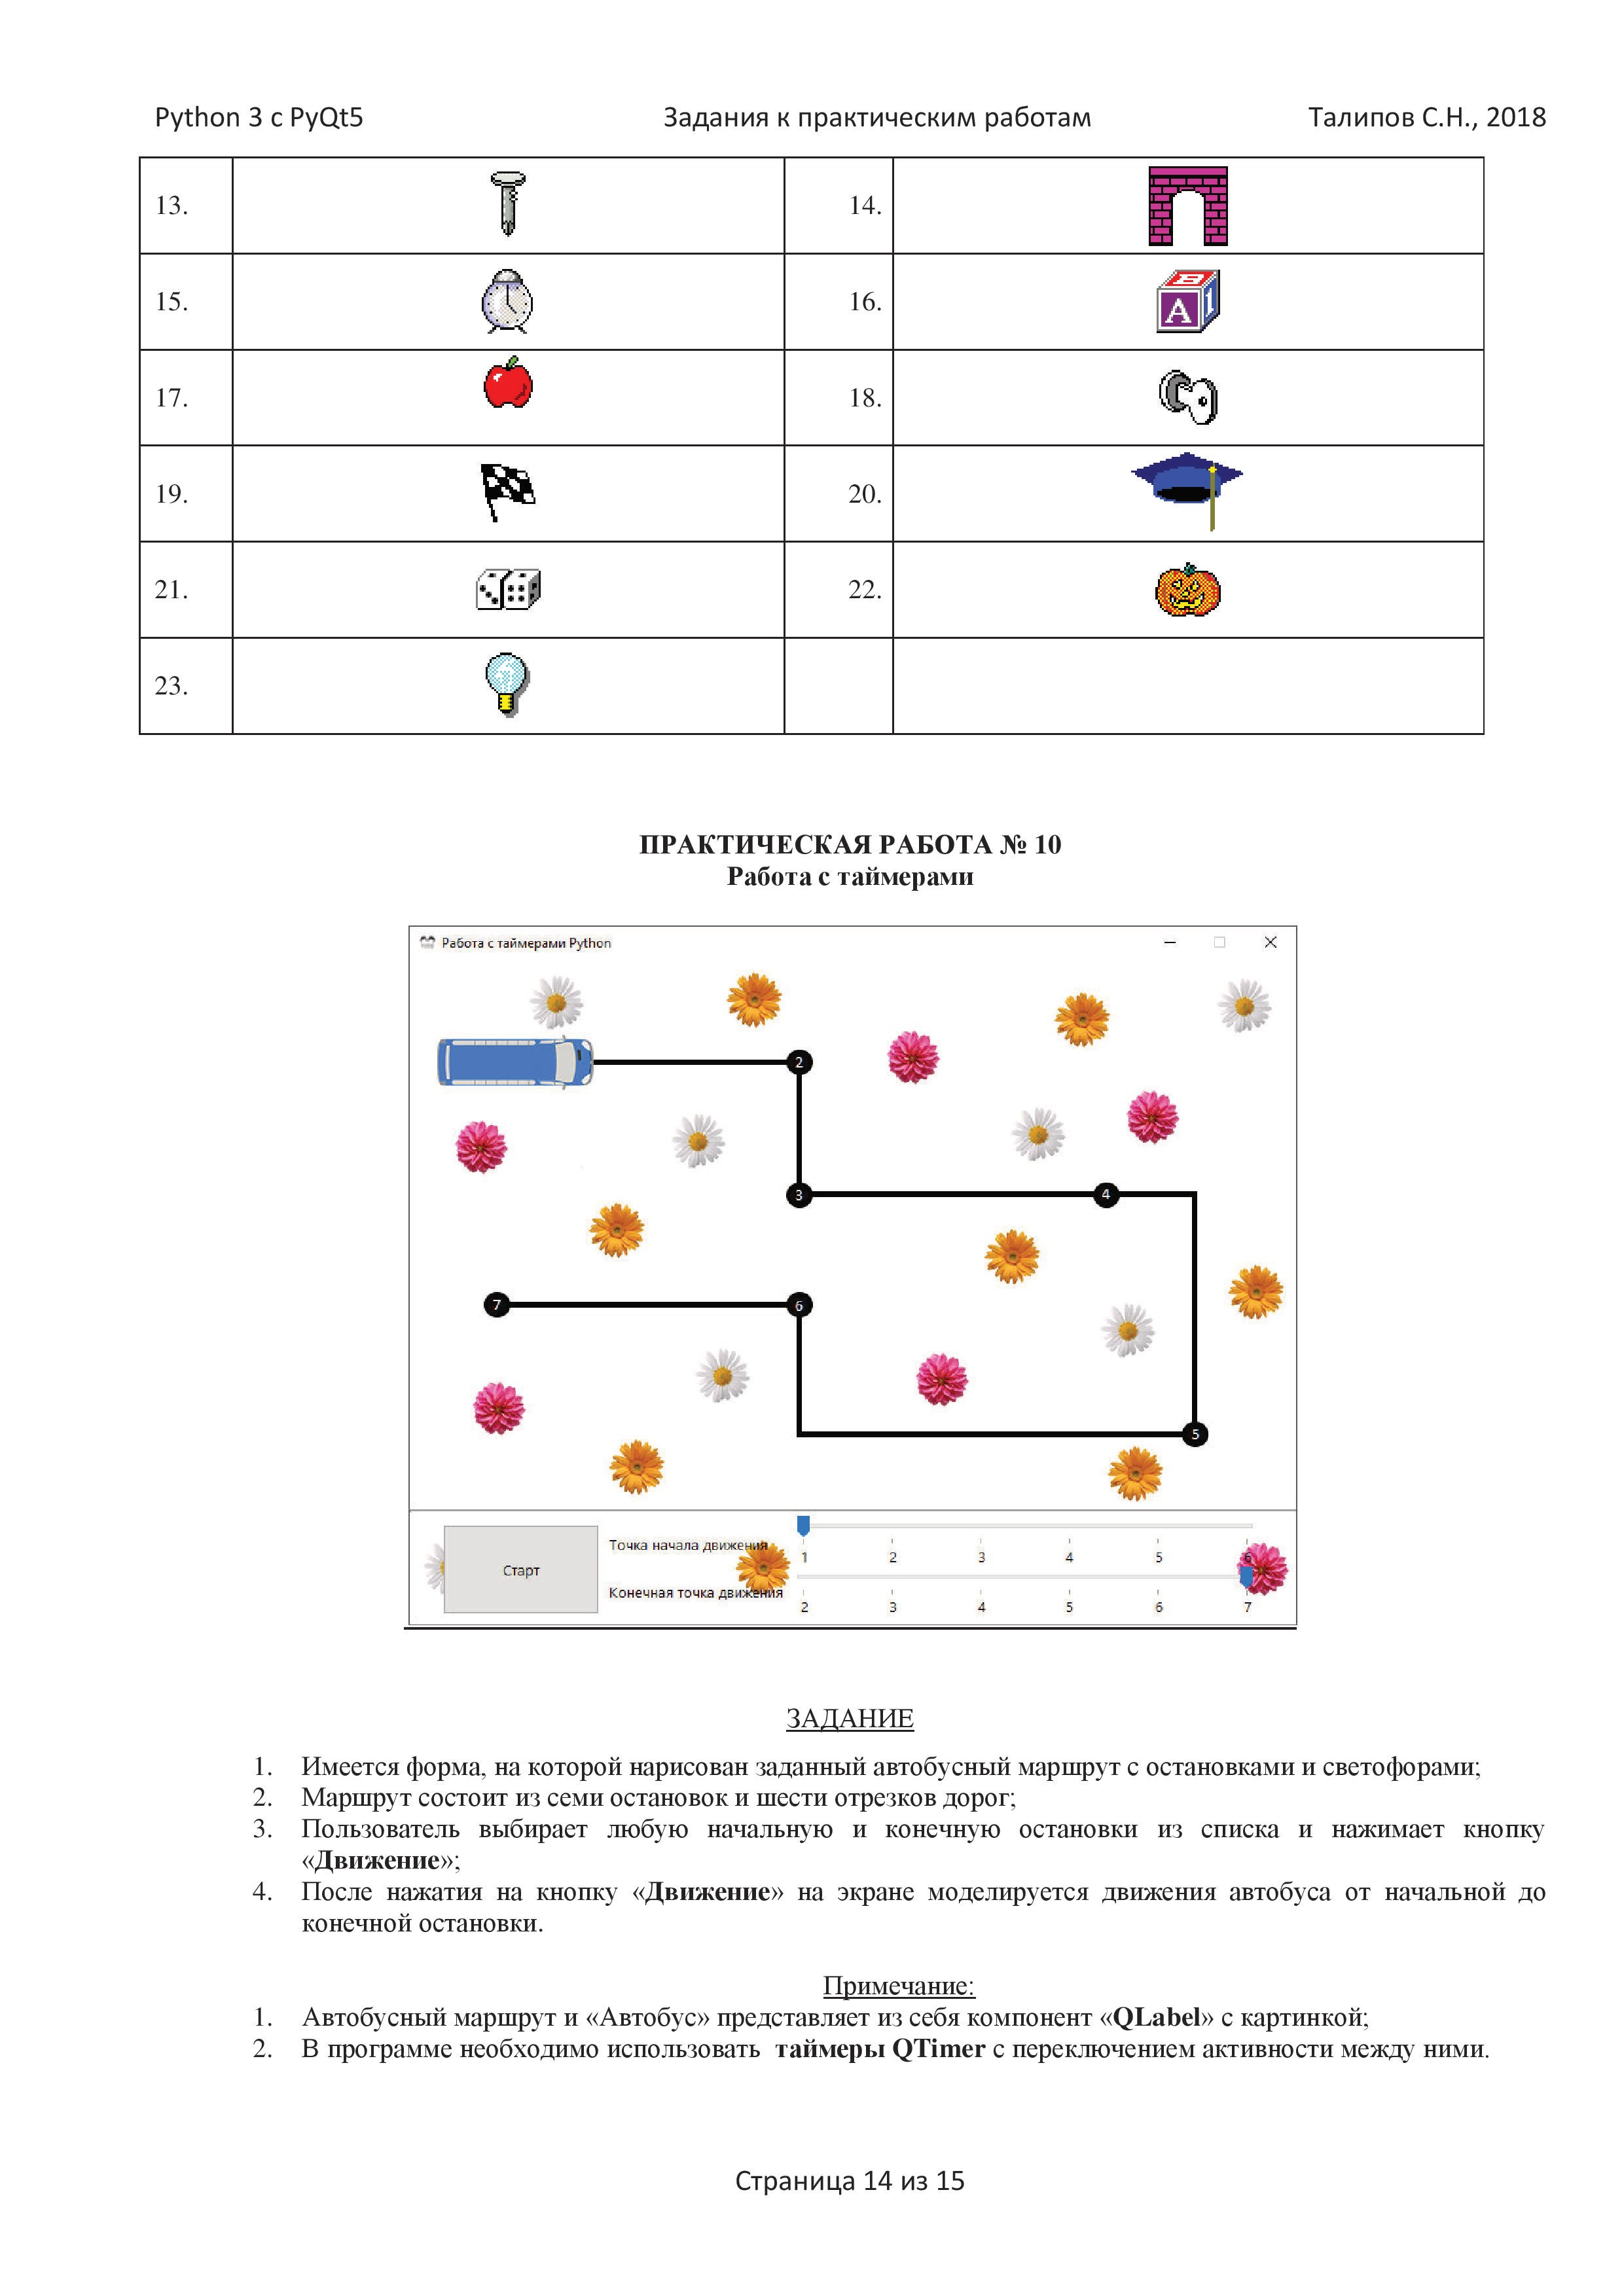 Python 3 с PyQt5 Задания к практическим работам Талипов С.Н., 2018
13. 14.
15. 16.
A B 1
17. 18.
19. 20.
21. 22.
23.
ПРАКТИЧЕСКАЯ РАБОТА № 10
Работа с таймерами
Работа с таймерами Python
2
3
4
7
6
5
Точка начала движения
1 2 3 4 5 6
Старт
Конечная точка движения
2 3 4 5 6 7
ЗАДАНИЕ
1. Имеется форма, на которой нарисован заданный автобусный маршрут с остановками и светофорами;
2. Маршрут состоит из семи остановок и шести отрезков дорог;
3. Пользователь выбирает любую начальную и конечную остановки из списка и нажимает кнопку
«Движение»;
4. После нажатия на кнопку «Движение» на экране моделируется движения автобуса от начальной до
конечной остановки.
Примечание:
1. Автобусный маршрут и «Автобус» представляет из себя компонент «QLabel» с картинкой;
2. В программе необходимо использовать таймеры QTimer с переключением активности между ними.
Страница 14 из 15